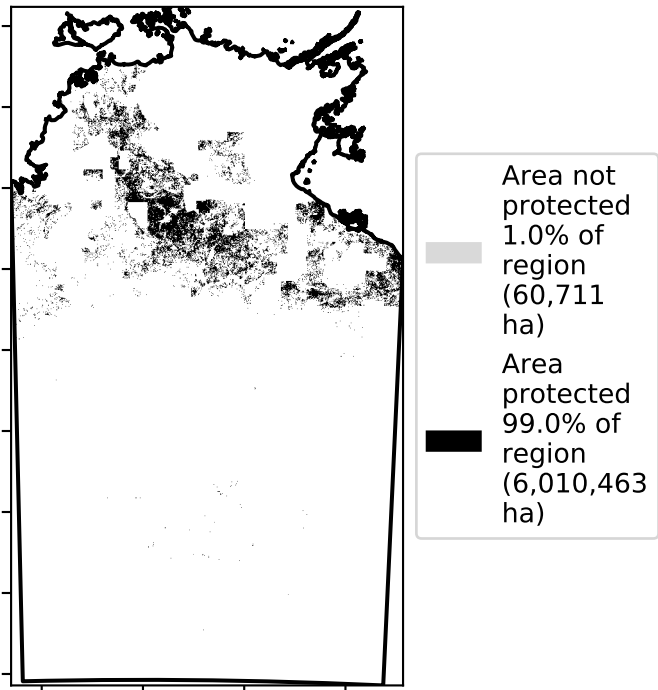 Area not
protected
1.0% of
region
(60,711
ha)
Area
protected
99.0% of
region
(6,010,463
ha)